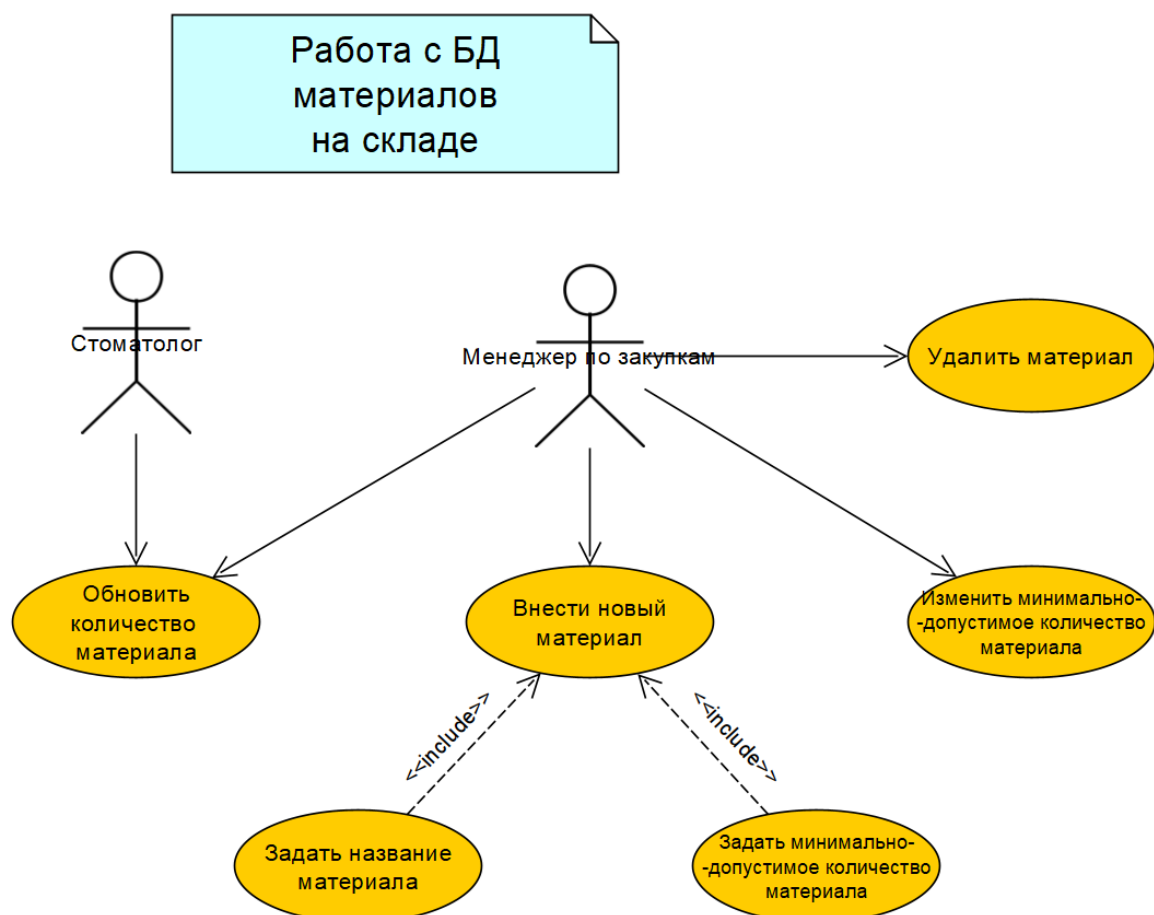 Работа с БД
материалов
на складе
Стоматолог
Менеджер по закупкам
Удалить материал
Обновить
количество
материала
Внести новый
материал
Изменить минимально-
-допустимое количество
материала
<<include>>
<<include>>
Задать название
материала
Задать минимально-
-допустимое количество
материала